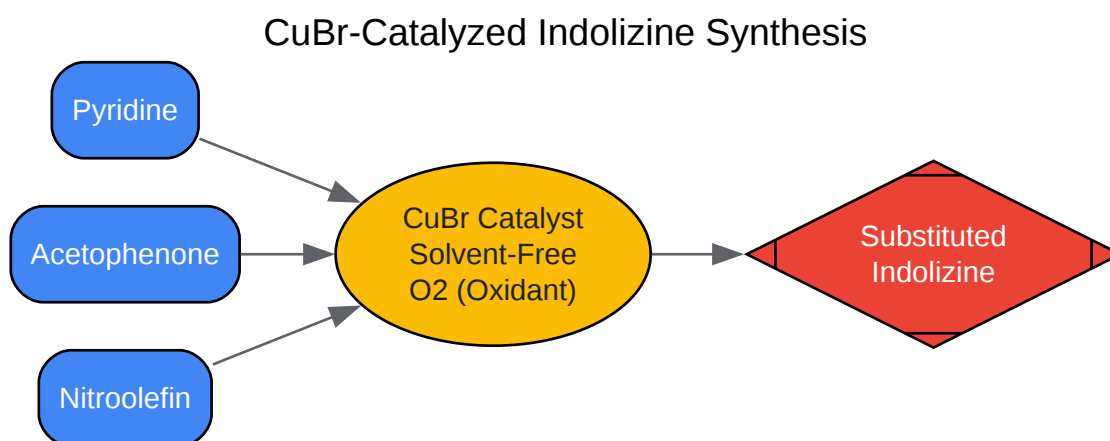 CuBr-Catalyzed Indolizine Synthesis
Pyridine
Acetophenone
Nitroolefin
CuBr Catalyst
Solvent-Free
O2 (Oxidant)
Substituted
Indolizine